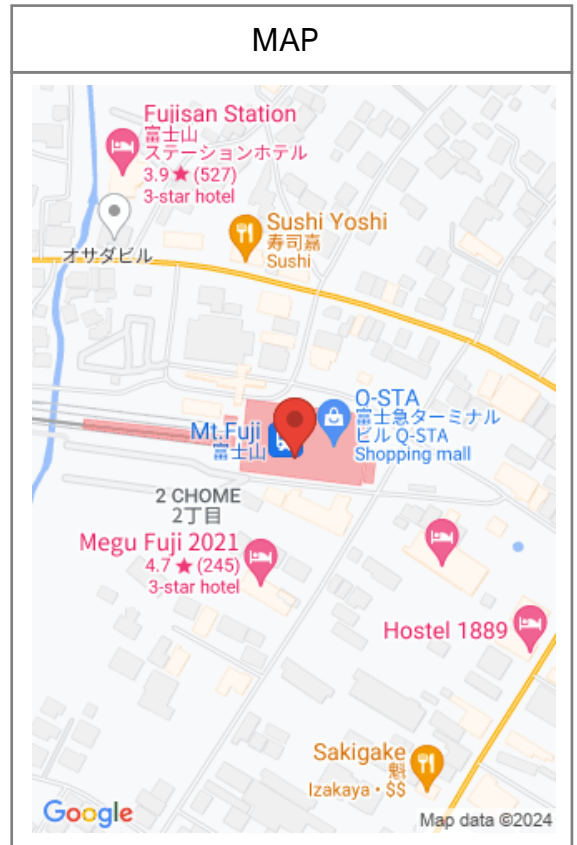 MAP
Fujisan Station
富士山
ステーションホテル
3.9 ★ (527)
3-star hotel
オサダビル
Sushi Yoshi
寿司嘉
Sushi
Q-STA
富士急ターミナル
ビル Q-STA
Shopping mall
Mt.Fuji
富士山
2 CHOME
2丁目
Megu Fuji 2021
4.7 ★ (245)
3-star hotel
Hostel 1889
Sakigake
魁
Izakaya • $$
Google
Map data ©2024